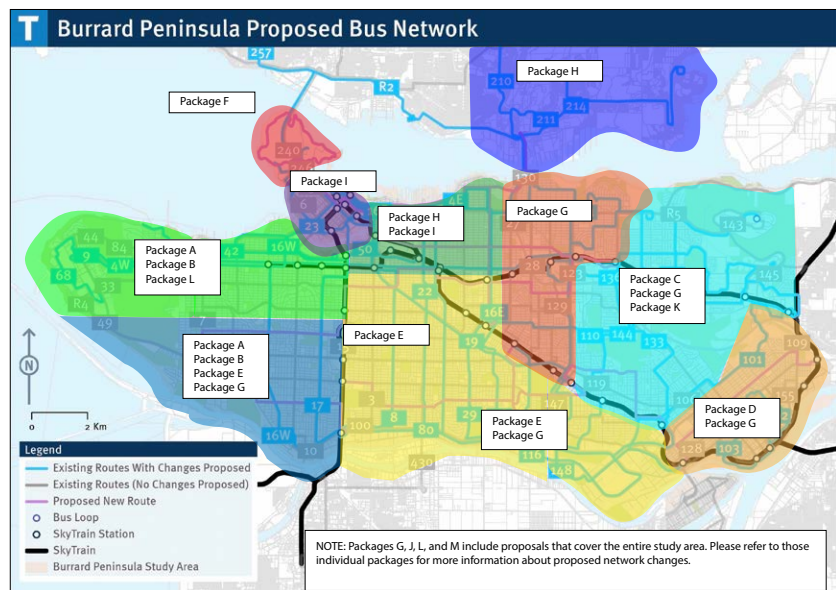 T Burrard Peninsula Proposed Bus Network
257
R2
Package H
210
214
211
Package F
240
Package I
6
23
Package H
Package I
4E
27
Package G
R5
143
44
84
9
4W
42
16W
68
33
R4
Package A
Package B
Package L
50
22
28
123
130
129
145
Package C
Package G
Package K
49
7
Package E
16E
19
110
144
133
109
101
Package A
Package B
Package E
Package G
119
17
3
8
29
147
Package E
Package G
Package D
Package G
16W
10
100
80
430
116
148
128
103
N
0 2 Km
Legend
Existing Routes With Changes Proposed
Existing Routes (No Changes Proposed)
Proposed New Route
Bus Loop
SkyTrain Station
SkyTrain
Burrard Peninsula Study Area
NOTE: Packages G, J, L, and M include proposals that cover the entire study area. Please refer to those
individual packages for more information about proposed network changes.